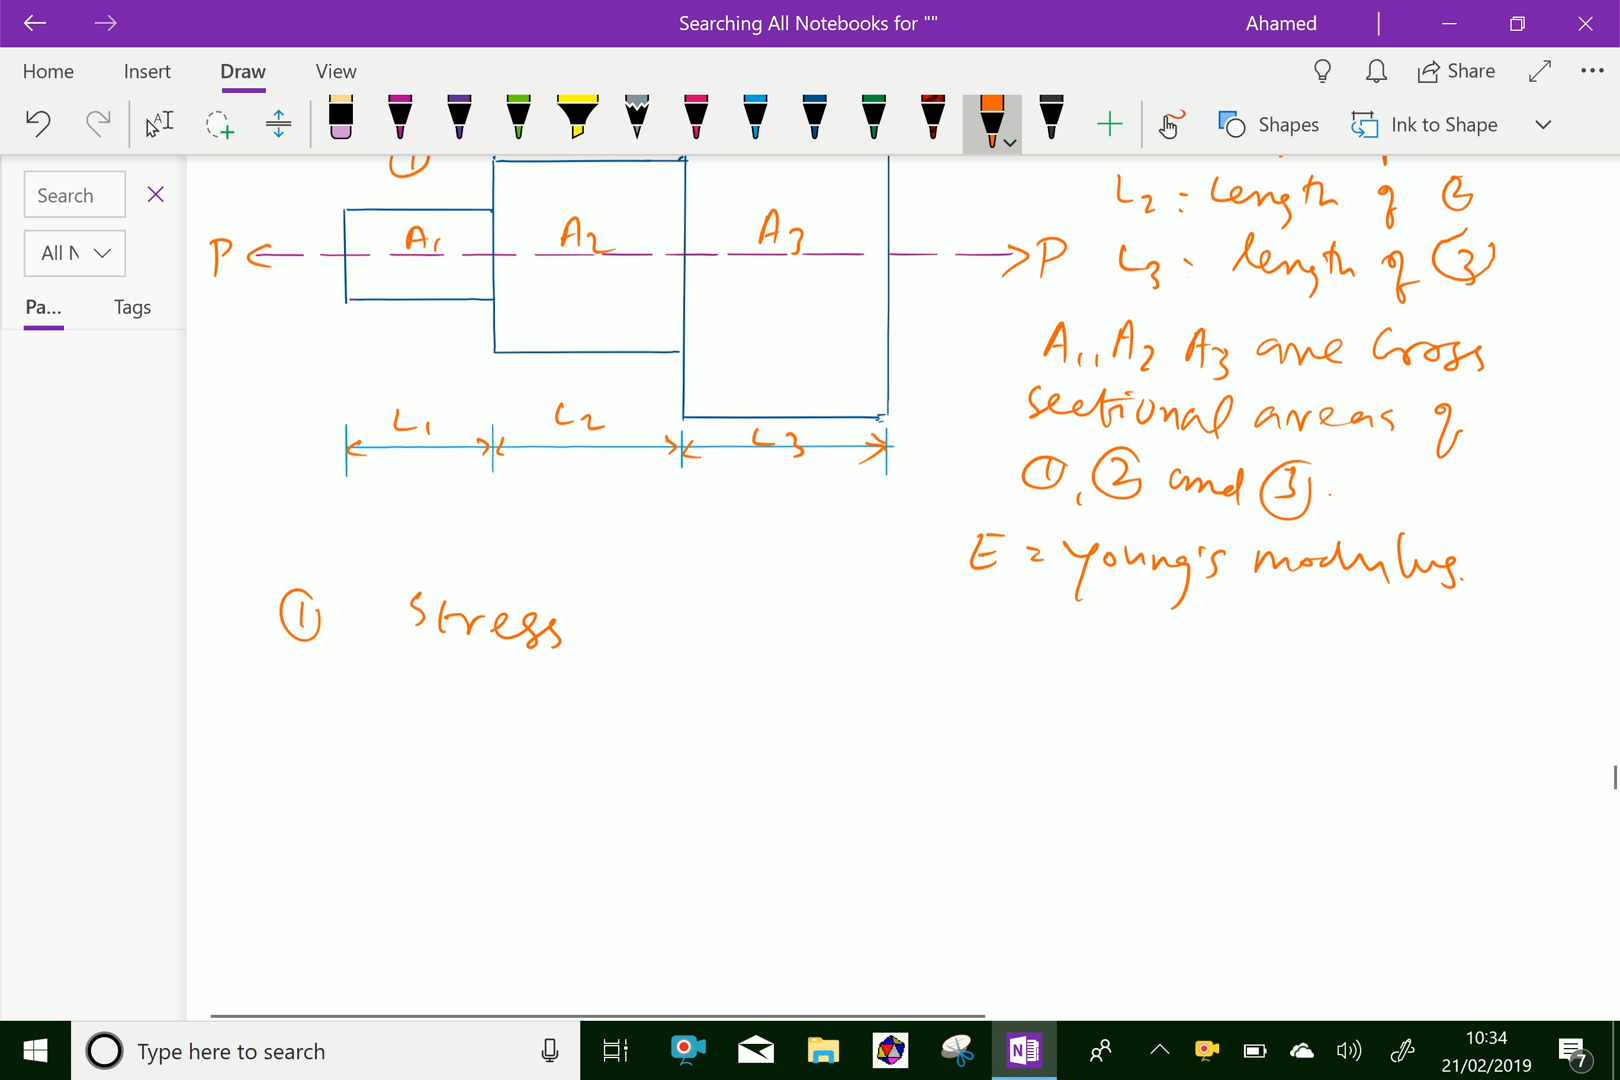 Searching All Notebooks for ""
Ahamed
Home Insert Draw View
Share
Shapes
Ink to Shape
Search
All N
Pa... Tags
①
P
A1
A2
A3
P
L1
L2
L3
L2 : Length of ②
L3 : length of ③
A1, A2 A3 are Cross
sectional areas of
①, ② and ③.
E = Young's modulus.
① Stress
Type here to search
N
10:34
21/02/2019
7